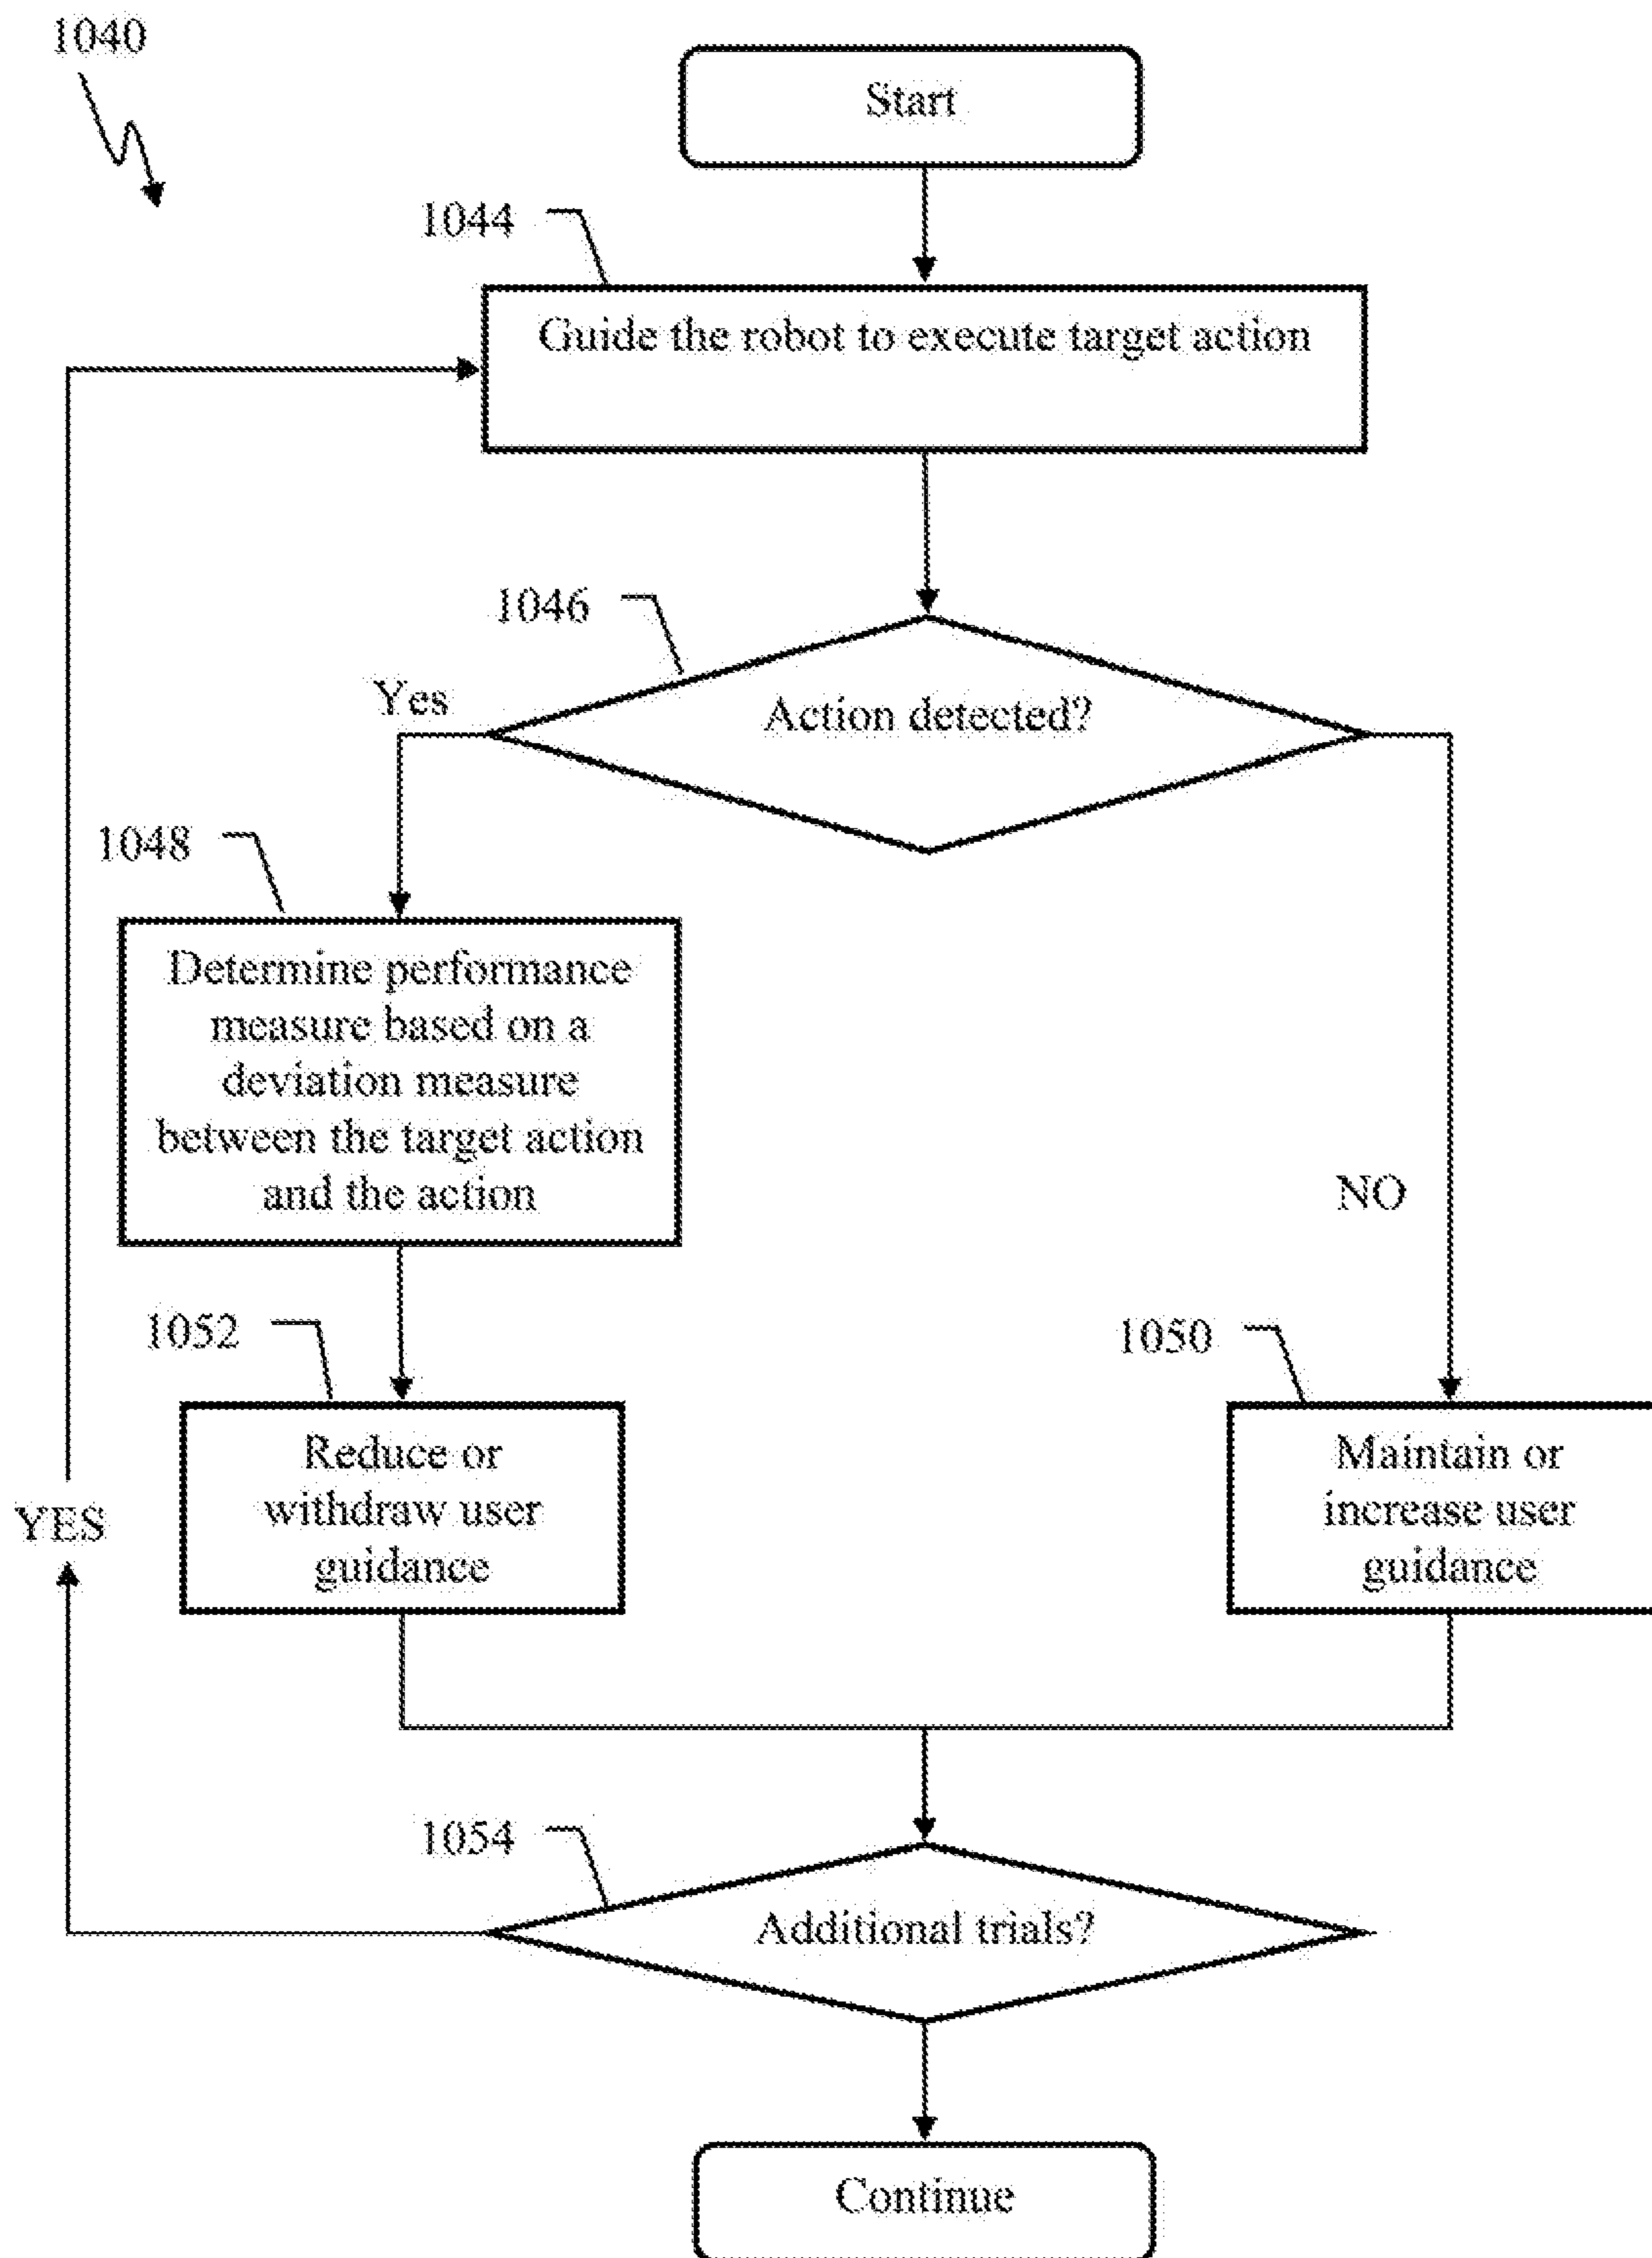 1040
Start
1044
Guide the robot to execute target action
1046
Yes
Action detected?
1048
Determine performance
measure based on a
deviation measure
between the target action
and the action
NO
1052
1050
Reduce or
withdraw user
guidance
Maintain or
increase user
guidance
YES
1054
Additional trials?
Continue